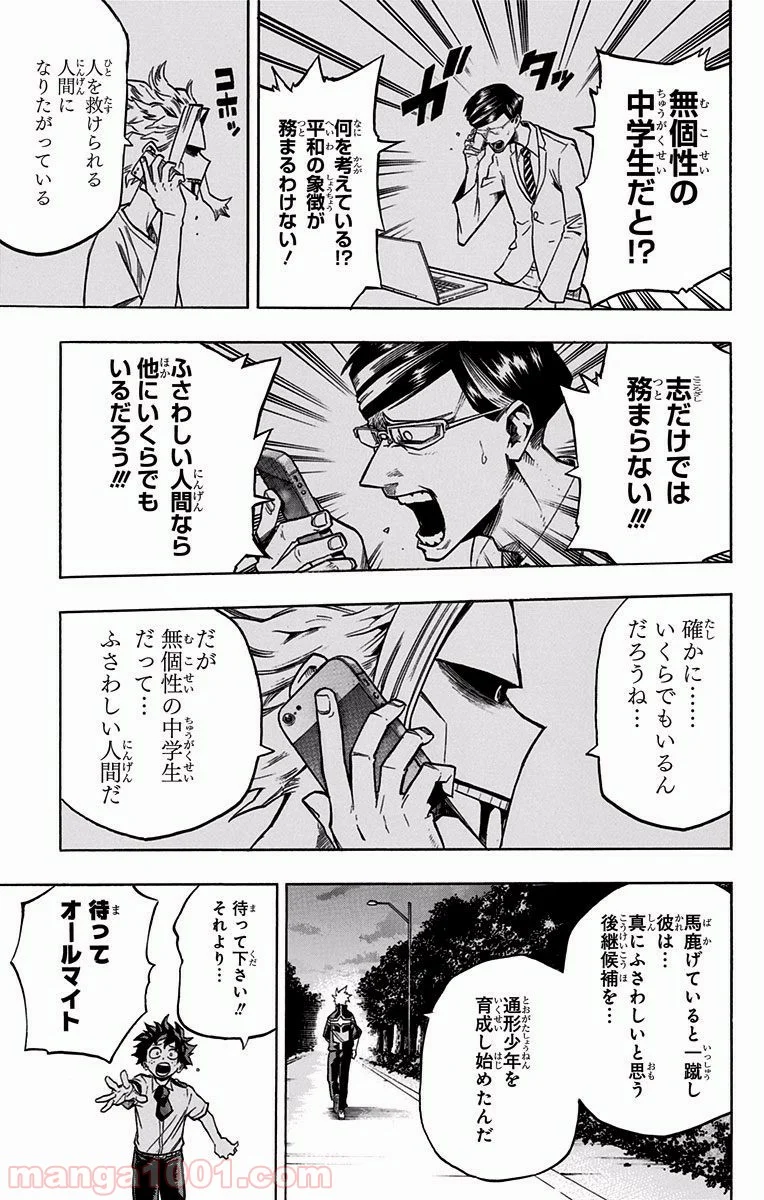 無個性の
中学生だと!?
ダッ
何を考えている!?
平和の象徴が
務まるわけない!
コホッ
人を救けられる
人間に
なりたがっている
志だけでは
務まらない!!!
ふさわしい人間なら
他にいくらでも
いるだろう!!!
確かに……
いくらでもいるん
だろうね…
だが
無個性の中学生
だって…
ふさわしい人間だ
馬鹿げていると一蹴し
彼は…
真にふさわしいと思う
後継候補を…
通形少年を
育成し始めたんだ
待って下さい!!
それより…
待って
オールマイト
manga1001.com